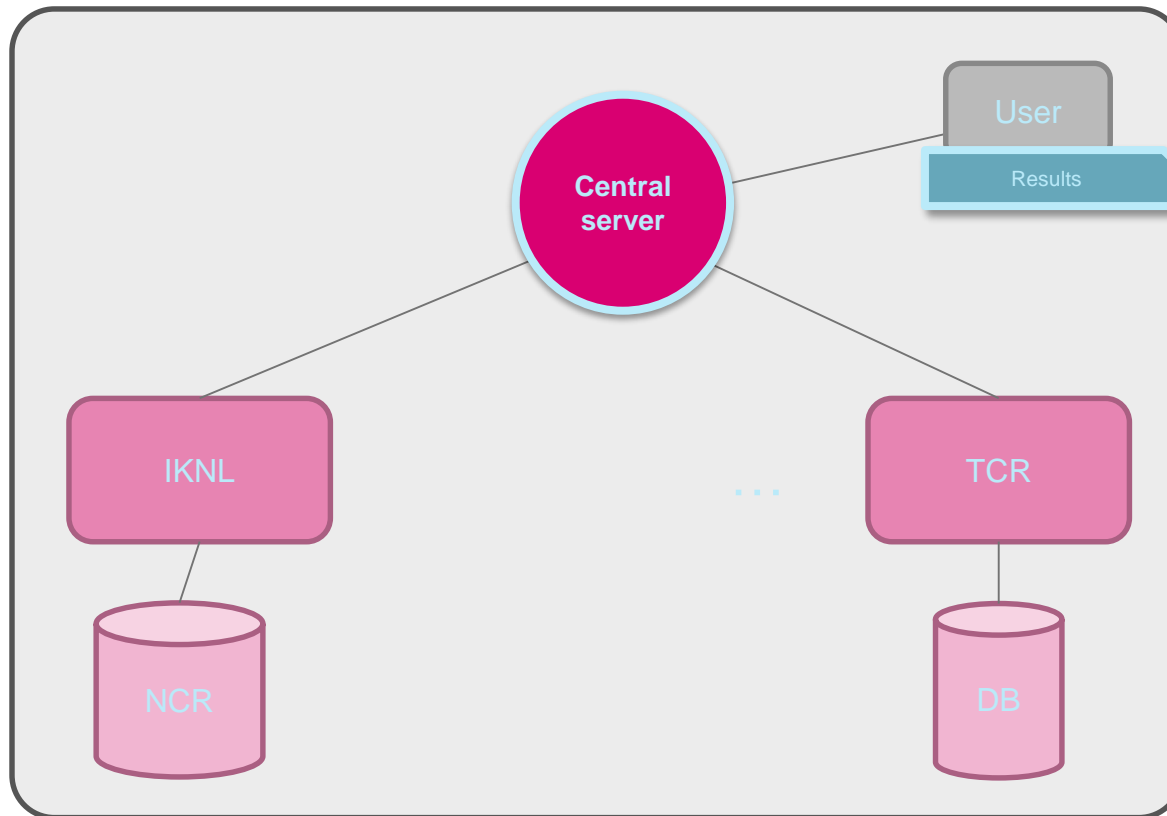 User
Results
Central
server
IKNL
...
TCR
NCR
DB